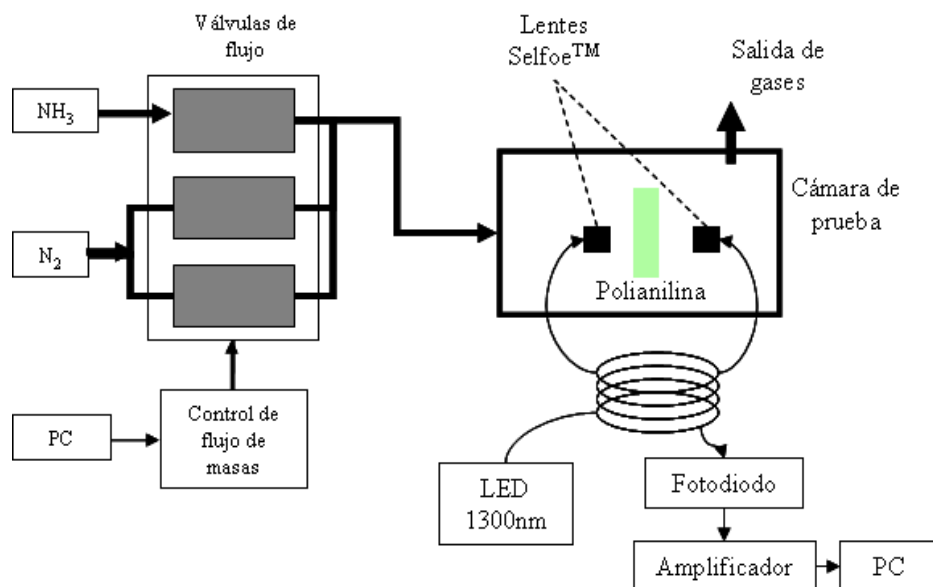 Válvulas de
flujo
Lentes
Selfoe™
Salida de
gases
NH₃
Cámara de
prueba
N₂
Polianilina
PC
Control de
flujo de
masas
LED
1300nm
Fotodiodo
Amplificador
PC